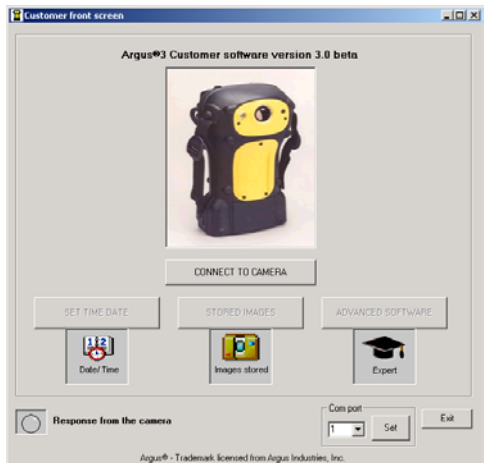 Customer front screen
Argus®3 Customer software version 3.0 beta
CONNECT TO CAMERA
SET TIME DATE STORED IMAGES ADVANCED SOFTWARE
Date/Time Images stored Expert
Response from the camera
Com port
1 Set Exit
Argus® - Trademark licensed from Argus Industries, Inc.